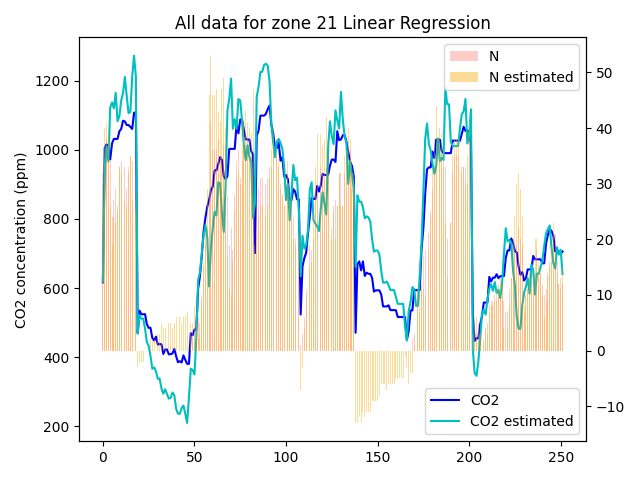 All data for zone 21 Linear Regression
N
N estimated
CO2 concentration (ppm)
1200
1000
800
600
400
200
50
40
30
20
10
0
−10
CO2
CO2 estimated
0 50 100 150 200 250